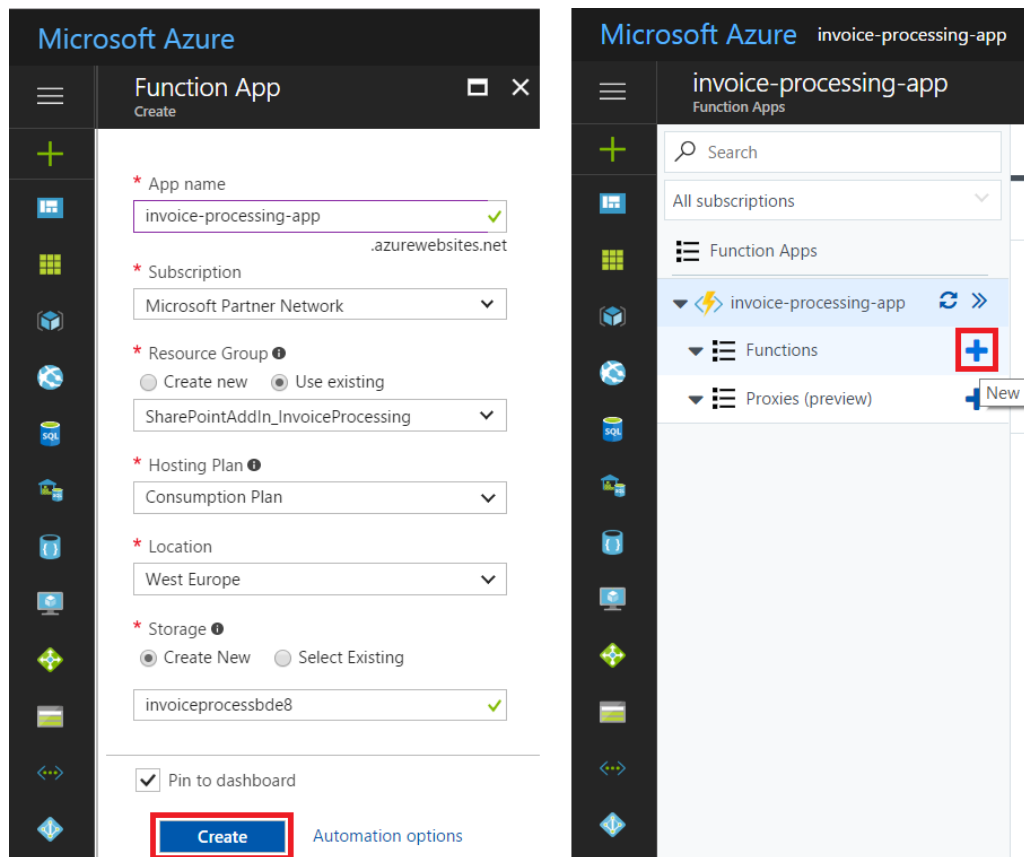 Microsoft Azure
Function App
Create
* App name
invoice-processing-app
.azurewebsites.net
* Subscription
Microsoft Partner Network
* Resource Group
Create new Use existing
SharePointAddIn_InvoiceProcessing
* Hosting Plan
Consumption Plan
* Location
West Europe
* Storage
Create New Select Existing
invoiceprocessbde8
Pin to dashboard
Create Automation options
SQL
Microsoft Azure invoice-processing-app
invoice-processing-app
Function Apps
Search
All subscriptions
Function Apps
invoice-processing-app
Functions
New
Proxies (preview)
SQL